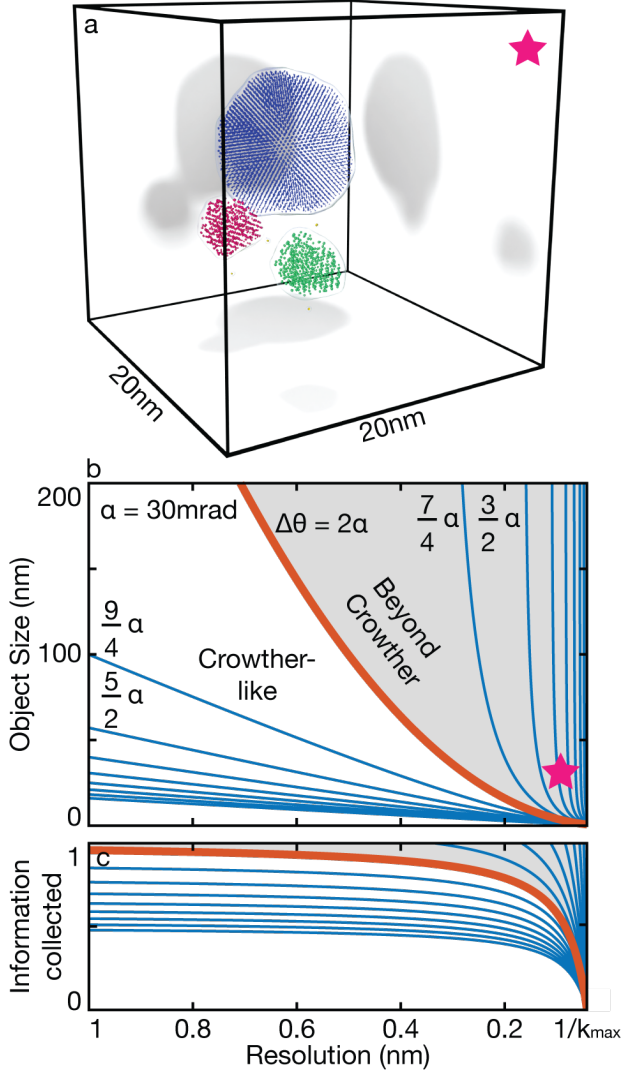 a
20nm
20nm
b
200
100
0
Object Size (nm)
α = 30mrad
Δθ = 2α
7/4 α
3/2 α
9/4 α
5/2 α
Crowther-
like
Beyond
Crowther
c
1
0
Information
collected
1
0.8
0.6
0.4
0.2
1/kmax
Resolution (nm)